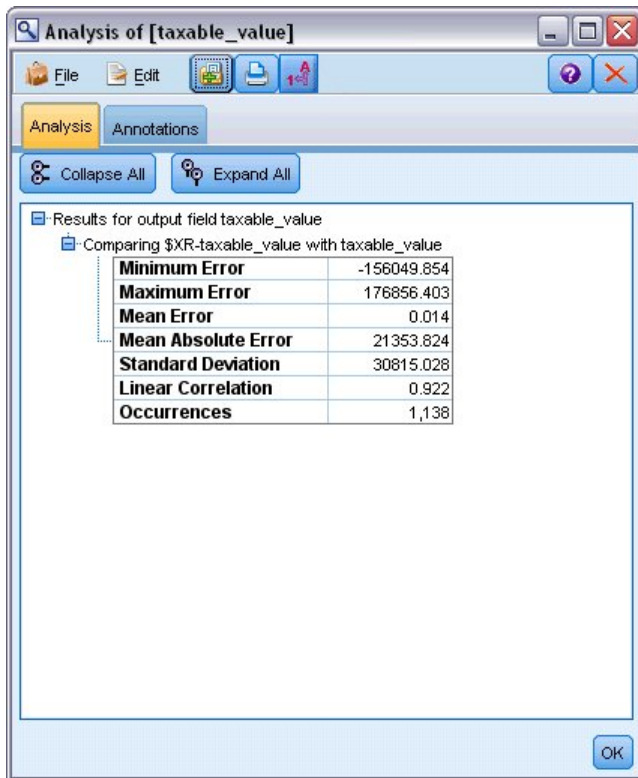 Analysis of [taxable_value]
File Edit
Analysis Annotations
Collapse All Expand All
Results for output field taxable_value
Comparing $XR-taxable_value with taxable_value
Minimum Error -156049.854
Maximum Error 176856.403
Mean Error 0.014
Mean Absolute Error 21353.824
Standard Deviation 30815.028
Linear Correlation 0.922
Occurrences 1,138
OK